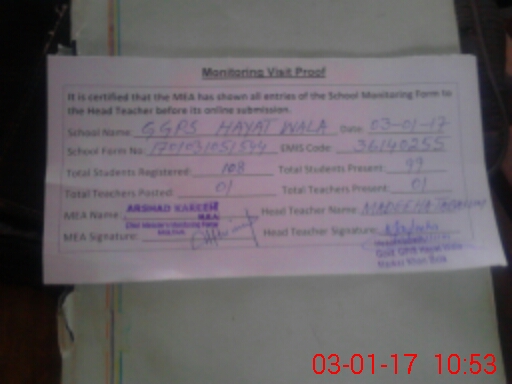 Monitoring Visit Proof
It is certified that the MEA has shown all entries of the School Monitoring Form to
the Head Teacher before its online submission.
School Name GGPS HAYAT WALA Date: 03-01-17
School Form No: EMIS Code: 36140255
Total Students Registered: 108 Total Students Present: 99
Total Teachers Posted: 01 Total Teachers Present: 01
MEA Name: ARSHAD KAREEM Head Teacher Name: MADEEHA
MEA
MEA Signature: Head Teacher Signature:
03-01-17 10:53